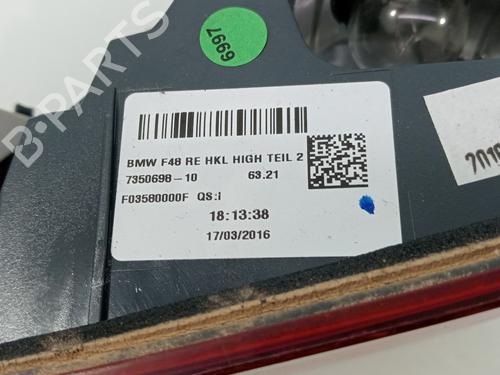 B-PARTS
6997
BMW F48 RE HKL HIGH TEIL 2
7350698-10 63.21
F03580000F QS:i
18:13:38
17/03/2016